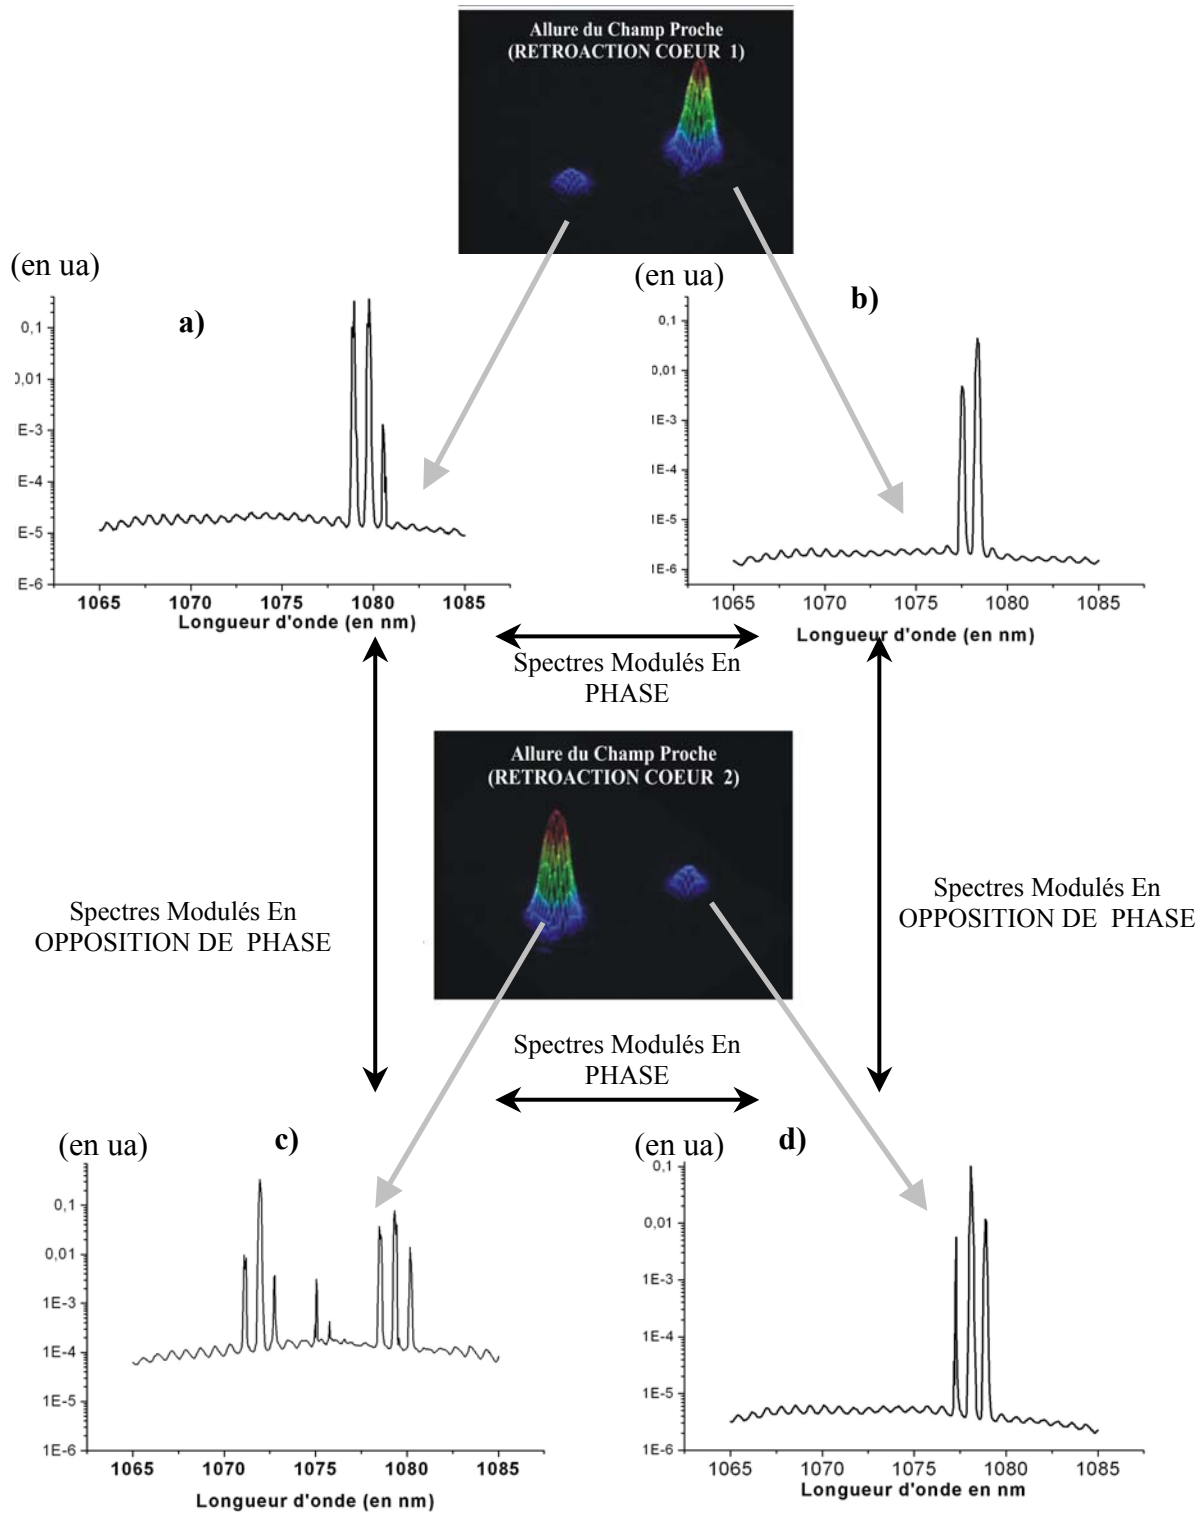 Allure du Champ Proche
(RETROACTION COEUR 1)
(en ua)
a)
0,1
0,01
E-3
E-4
E-5
E-6
1065 1070 1075 1080 1085
Longueur d'onde (en nm)
(en ua)
b)
0,1
0,01
1E-3
1E-4
1E-5
1E-6
1065 1070 1075 1080 1085
Longueur d'onde (en nm)
Spectres Modulés En
PHASE
Allure du Champ Proche
(RETROACTION COEUR 2)
Spectres Modulés En
OPPOSITION DE PHASE
Spectres Modulés En
OPPOSITION DE PHASE
Spectres Modulés En
PHASE
(en ua)
c)
0,1
0,01
1E-3
1E-4
1E-5
1E-6
1065 1070 1075 1080 1085
Longueur d'onde (en nm)
(en ua)
d)
0,1
0,01
1E-3
1E-4
1E-5
1E-6
1065 1070 1075 1080 1085
Longueur d'onde en nm